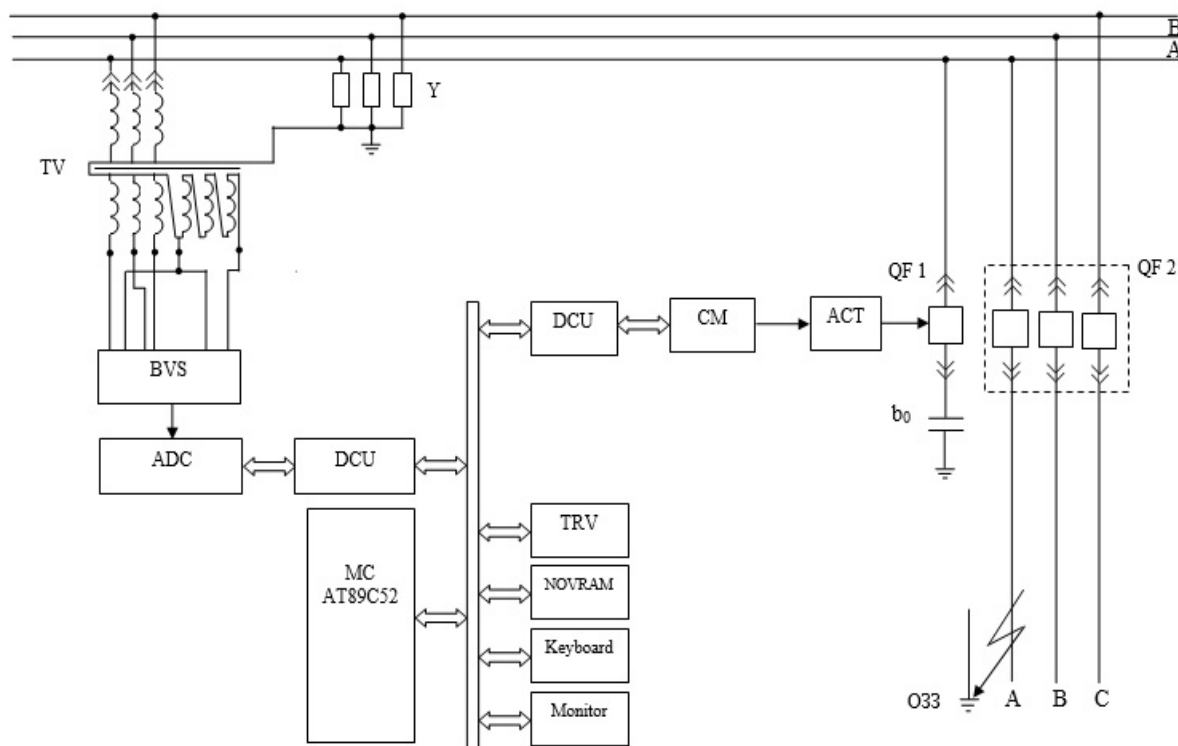 B
A
Y
TV
QF 1
QF 2
DCU
CM
ACT
BVS
b₀
ADC
DCU
TRV
MC
AT89C52
NOVRAM
Keyboard
Monitor
O33
A
B
C